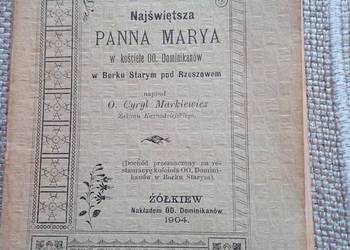 Najświętsza
PANNA MARYA
w kościele OO. Dominikanów
w Borku Starym pod Rzeszowem
napisał
O. Cyryl Markiewicz
Zakonu Kaznodziejskiego.
(Dochód przeznaczony na re-
staurację kościoła OO. Domini-
kanów w Borku Starym).
ŻÓŁKIEW
Nakładem OO. Dominikanów.
1904.